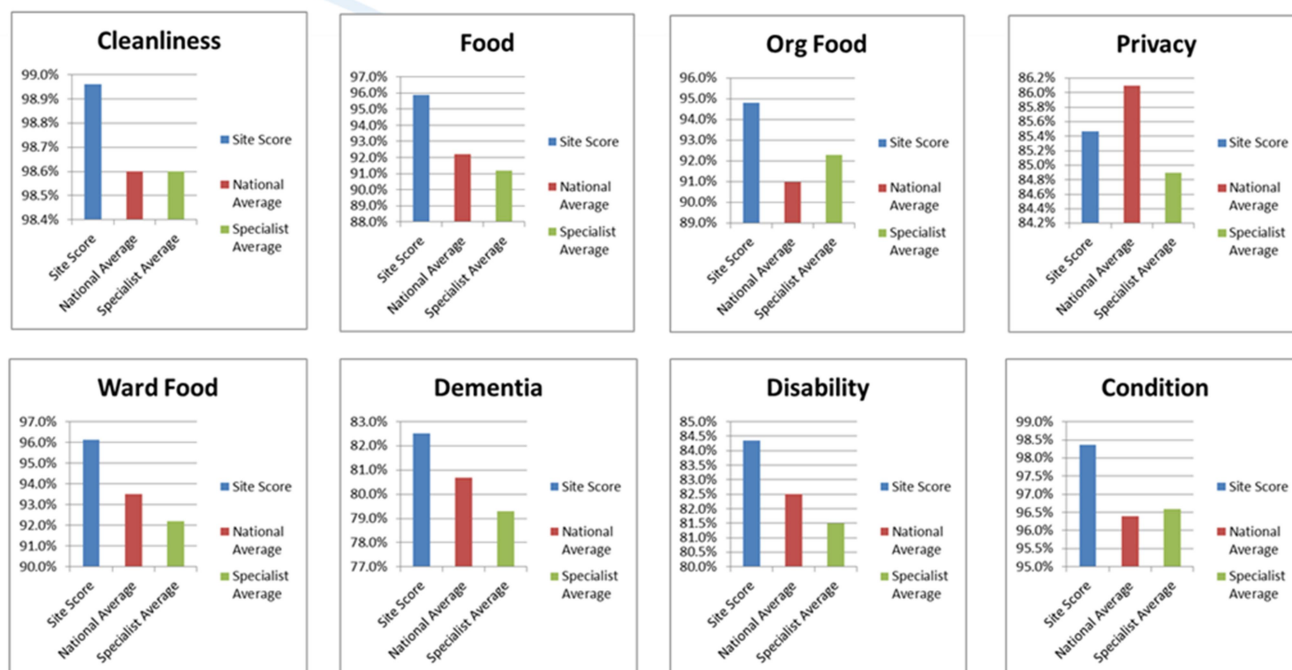 Cleanliness
99.0%
98.9%
98.8%
98.7%
98.6%
98.5%
98.4%
Site Score
National Average
Specialist Average
Site Score
National
Average
Specialist
Average
Food
97.0%
96.0%
95.0%
94.0%
93.0%
92.0%
91.0%
90.0%
89.0%
88.0%
Site Score
National Average
Specialist Average
Site Score
National
Average
Specialist
Average
Org Food
96.0%
95.0%
94.0%
93.0%
92.0%
91.0%
90.0%
89.0%
Site Score
National Average
Specialist Average
Site Score
National
Average
Specialist
Average
Privacy
86.2%
86.0%
85.8%
85.6%
85.4%
85.2%
85.0%
84.8%
84.6%
84.4%
84.2%
Site Score
National Average
Specialist Average
Site Score
National
Average
Specialist
Average
Ward Food
97.0%
96.0%
95.0%
94.0%
93.0%
92.0%
91.0%
90.0%
Site Score
National Average
Specialist Average
Site Score
National
Average
Specialist
Average
Dementia
83.0%
82.0%
81.0%
80.0%
79.0%
78.0%
77.0%
Site Score
National Average
Specialist Average
Site Score
National
Average
Specialist
Average
Disability
85.0%
84.5%
84.0%
83.5%
83.0%
82.5%
82.0%
81.5%
81.0%
80.5%
80.0%
Site Score
National Average
Specialist Average
Site Score
National
Average
Specialist
Average
Condition
99.0%
98.5%
98.0%
97.5%
97.0%
96.5%
96.0%
95.5%
95.0%
Site Score
National Average
Specialist Average
Site Score
National
Average
Specialist
Average